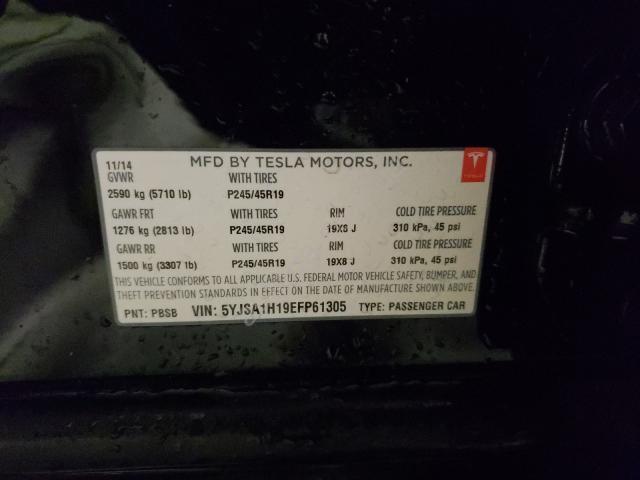 11/14 MFD BY TESLA MOTORS, INC.
GVWR WITH TIRES
2590 kg (5710 lb) P245/45R19
GAWR FRT WITH TIRES RIM COLD TIRE PRESSURE
1276 kg (2813 lb) P245/45R19 19X8 J 310 kPa, 45 psi
GAWR RR WITH TIRES RIM COLD TIRE PRESSURE
1500 kg (3307 lb) P245/45R19 19X8 J 310 kPa, 45 psi
THIS VEHICLE CONFORMS TO ALL APPLICABLE U.S. FEDERAL MOTOR VEHICLE SAFETY, BUMPER, AND
THEFT PREVENTION STANDARDS IN EFFECT ON THE DATE OF MANUFACTURE SHOWN ABOVE.
PNT: PBSB VIN: 5YJSA1H19EFP61305 TYPE: PASSENGER CAR
TESLA